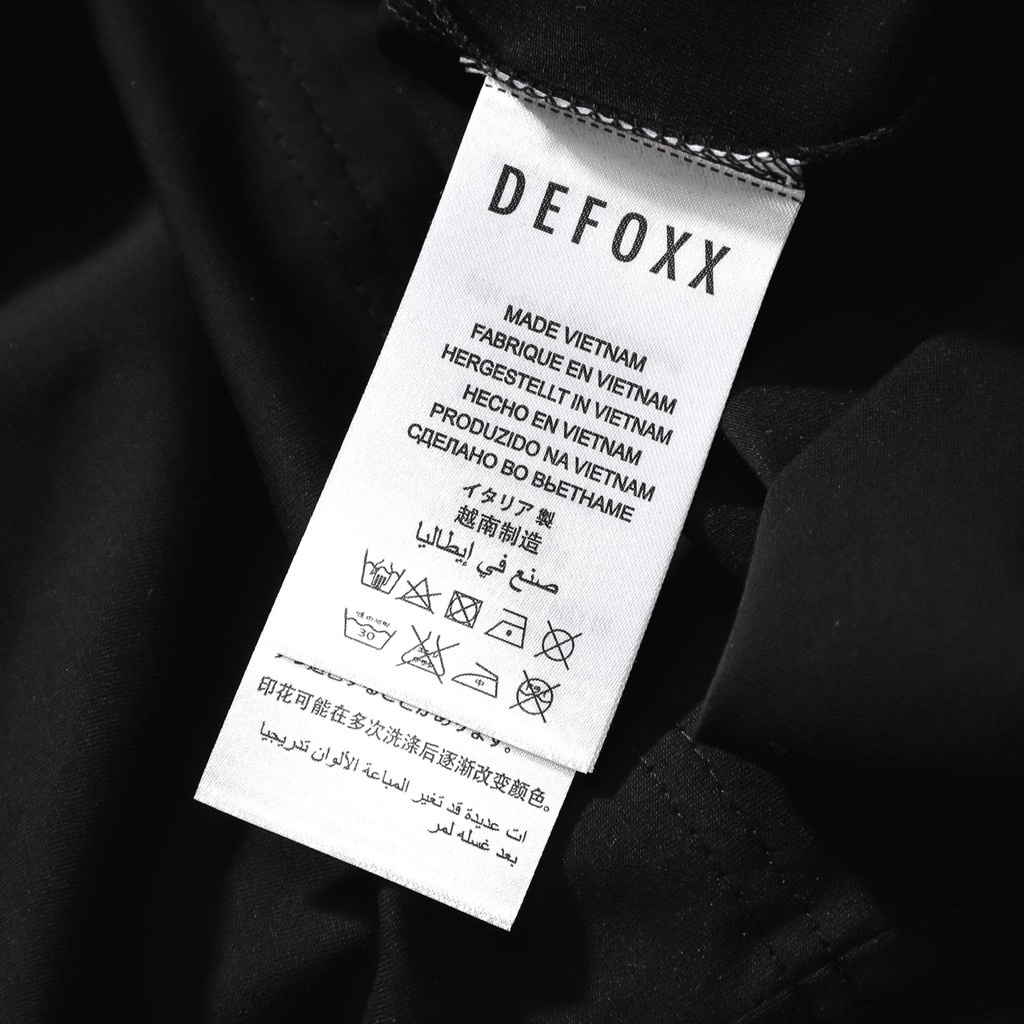 DEFOXX
MADE VIETNAM
FABRIQUE EN VIETNAM
HERGESTELLT IN VIETNAM
HECHO EN VIETNAM
PRODUZIDO NA VIETNAM
СДЕЛАНО ВО ВЬЕТНАМЕ
イタリア製
越南制造
صنع في إيطاليا
30
印花可能在多次洗涤后逐渐改变颜色。
ات عديدة قد تغير المباعة الألوان تدريجيا
بعد غسله لمر